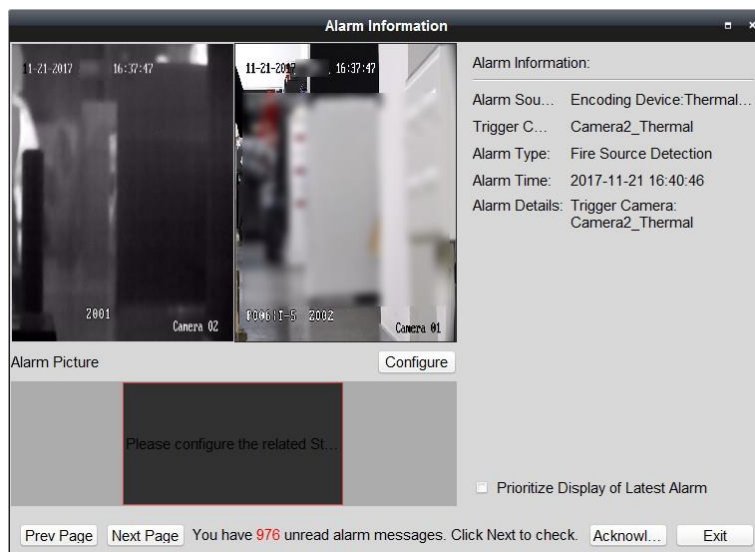 Alarm Information
11-21-2017 16:37:47
2001
Camera 02
11-21-2017 16:37:47
2002
Camera 01
Alarm Information:
Alarm Sou... Encoding Device:Thermal...
Trigger C... Camera2_Thermal
Alarm Type: Fire Source Detection
Alarm Time: 2017-11-21 16:40:46
Alarm Details: Trigger Camera:
Camera2_Thermal
Alarm Picture
Configure
Please configure the related St...
Prioritize Display of Latest Alarm
Prev Page Next Page You have 976 unread alarm messages. Click Next to check. Acknowl... Exit